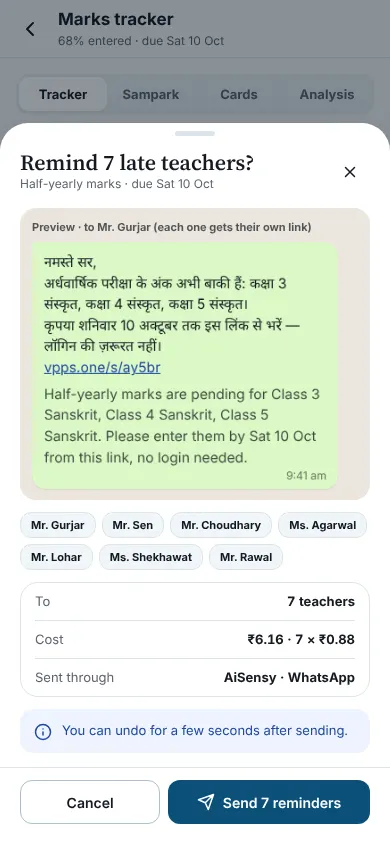 Marks tracker
68% entered · due Sat 10 Oct
Tracker
Sampark
Cards
Analysis
Remind 7 late teachers?
Half-yearly marks · due Sat 10 Oct
Preview · to Mr. Gurjar (each one gets their own link)
नमस्ते सर,
अर्धवार्षिक परीक्षा के अंक अभी बाकी हैं: कक्षा 3
संस्कृत, कक्षा 4 संस्कृत, कक्षा 5 संस्कृत।
कृपया शनिवार 10 अक्टूबर तक इस लिंक से भरें —
लॉगिन की ज़रूरत नहीं।
vpps.one/s/ay5br
Half-yearly marks are pending for Class 3
Sanskrit, Class 4 Sanskrit, Class 5
Sanskrit. Please enter them by Sat 10 Oct
from this link, no login needed.
9:41 am
Mr. Gurjar
Mr. Sen
Mr. Choudhary
Ms. Agarwal
Mr. Lohar
Ms. Shekhawat
Mr. Rawal
To
7 teachers
Cost
₹6.16 · 7 × ₹0.88
Sent through
AiSensy · WhatsApp
You can undo for a few seconds after sending.
Cancel
Send 7 reminders